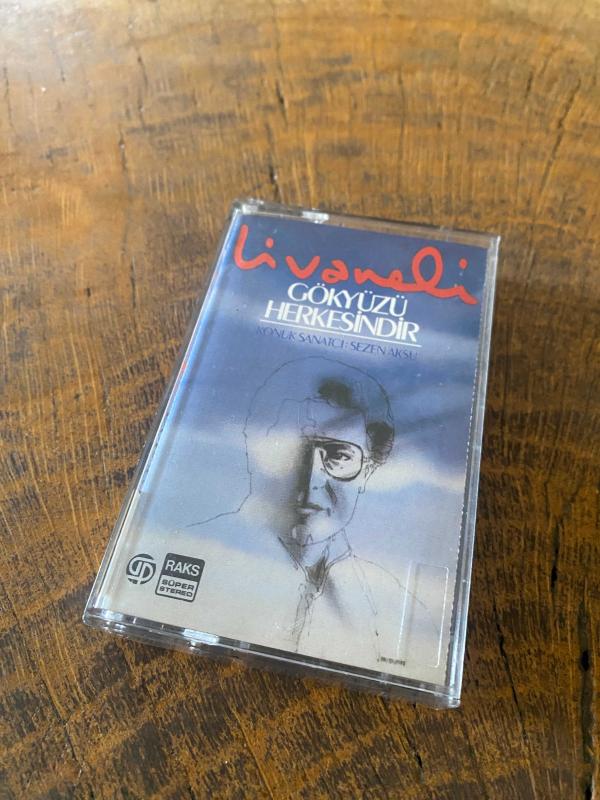 Livaneli
GÖKYÜZÜ
HERKESİNDİR
KONUK SANATÇI: SEZEN AKSU
RAKS
SÜPER
STEREO